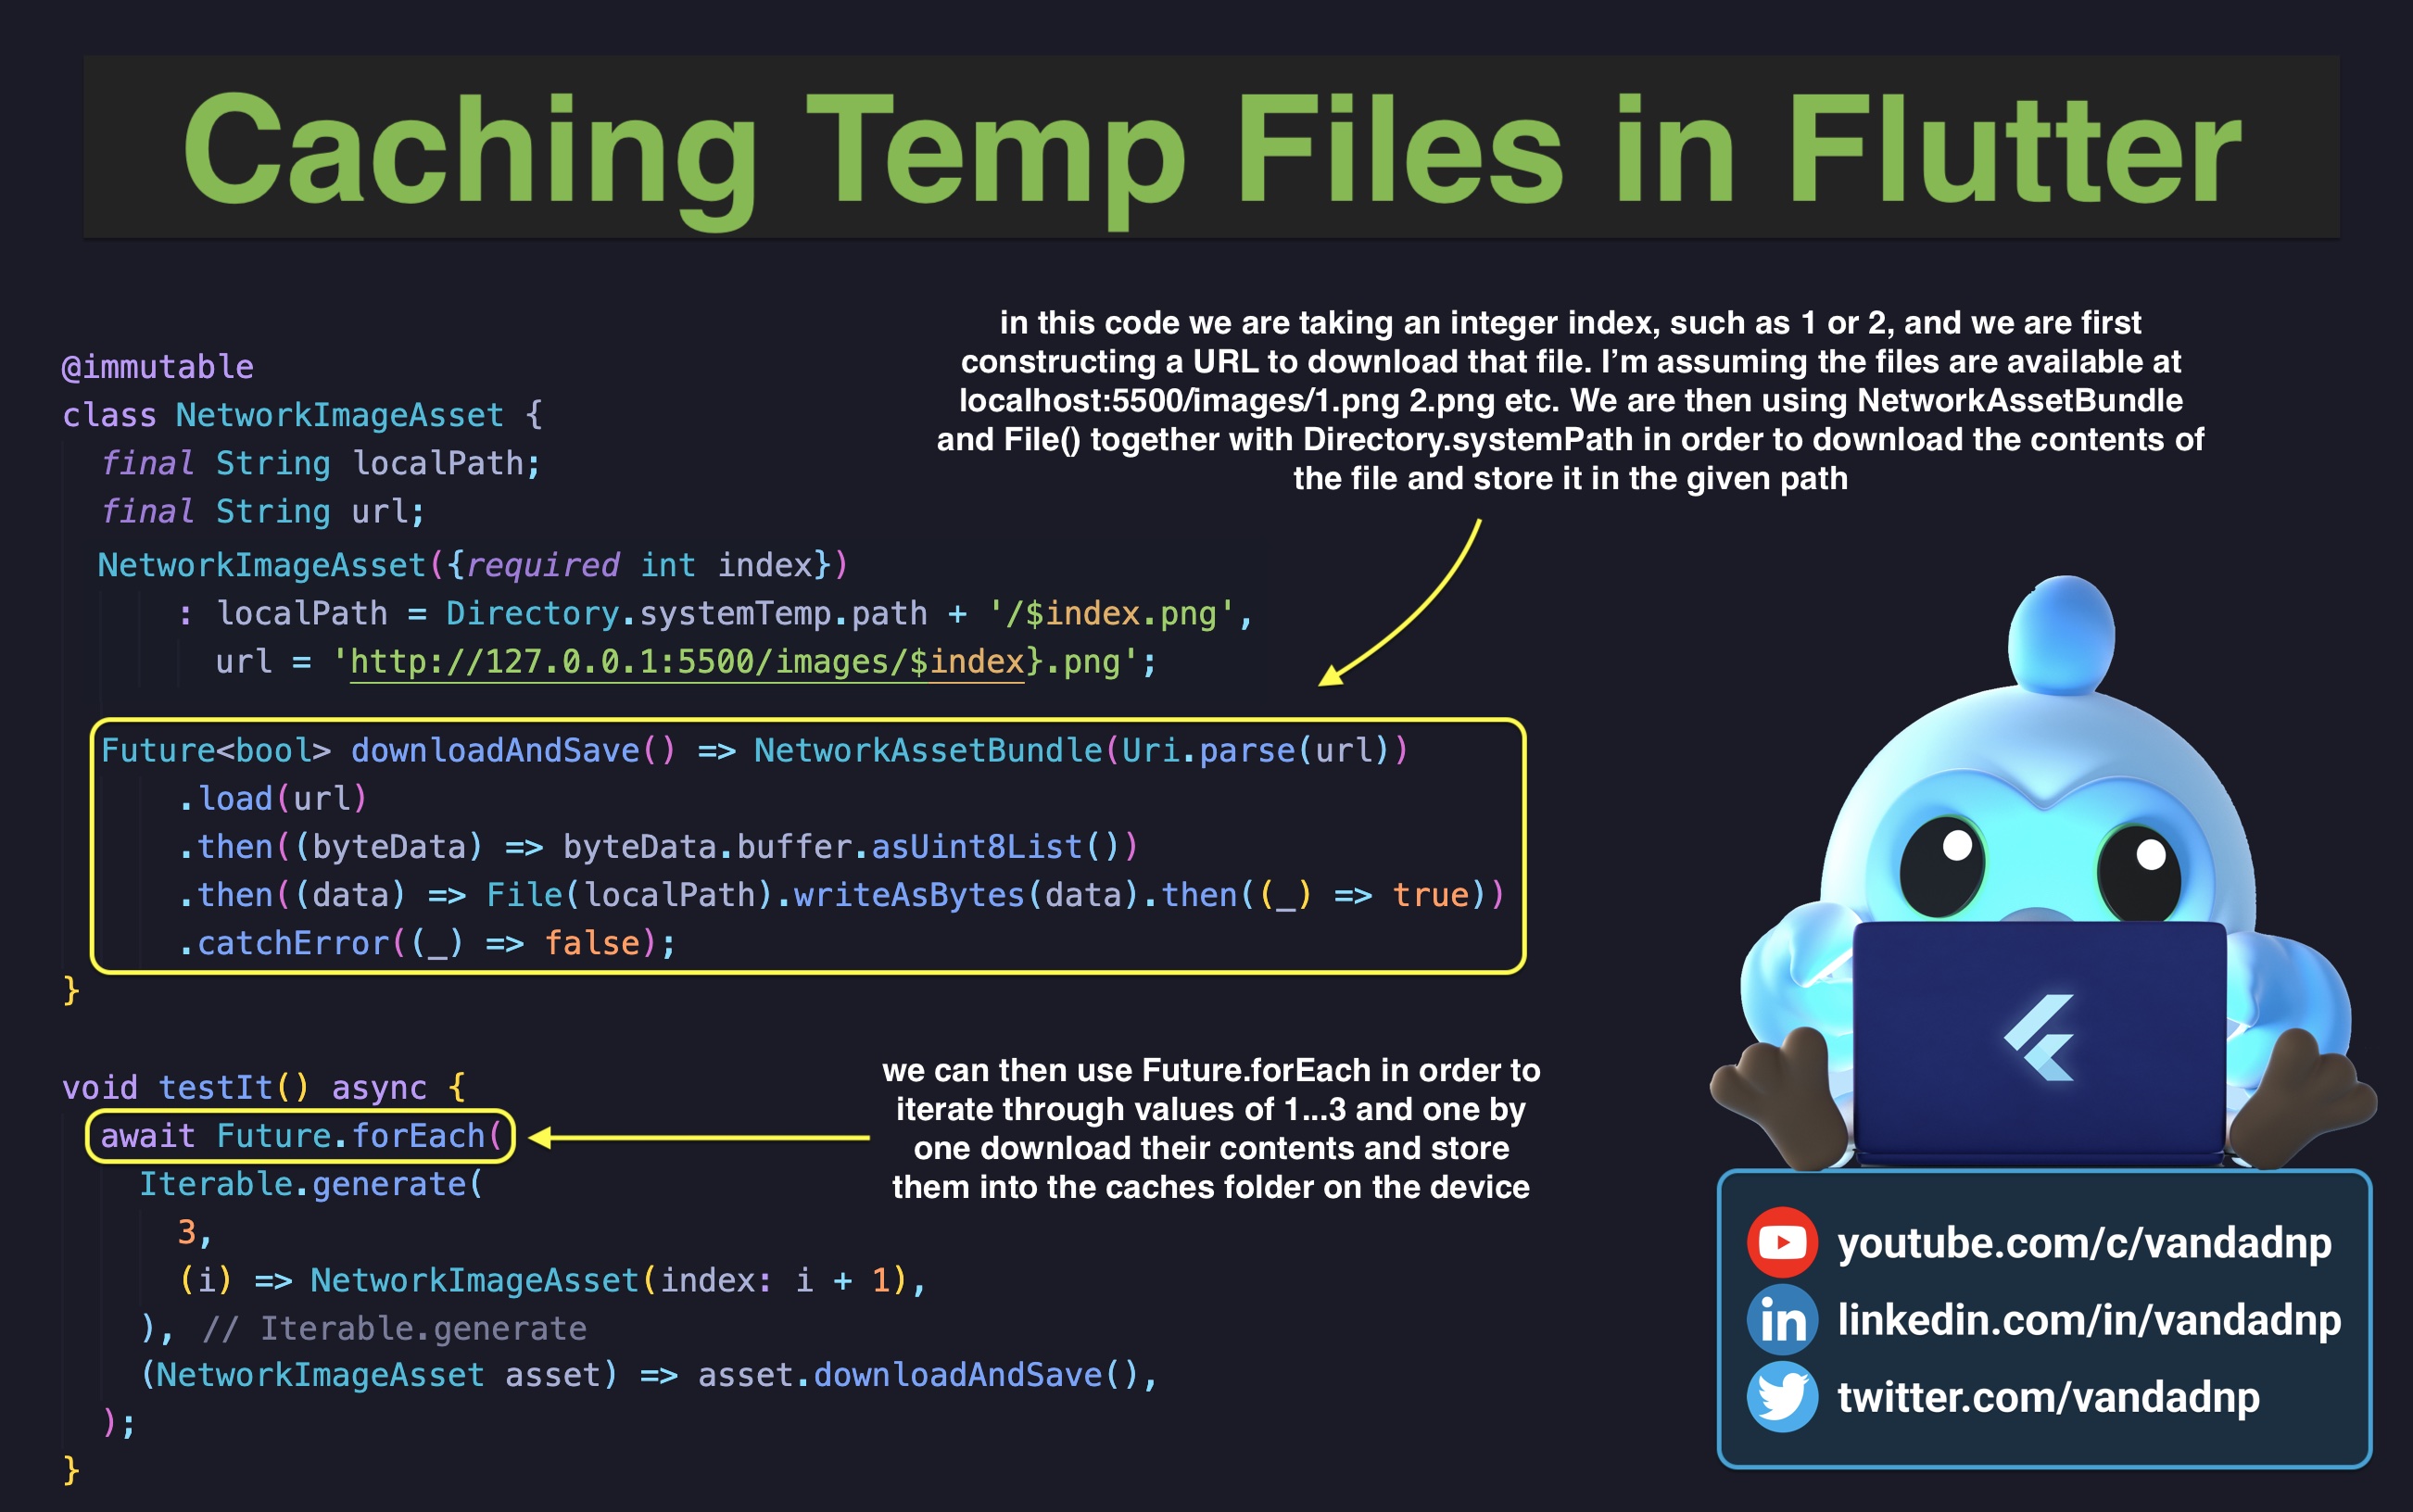 Caching Temp Files in Flutter
in this code we are taking an integer index, such as 1 or 2, and we are first
constructing a URL to download that file. I’m assuming the files are available at
localhost:5500/images/1.png 2.png etc. We are then using NetworkAssetBundle
and File() together with Directory.systemPath in order to download the contents of
the file and store it in the given path
@immutable
class NetworkImageAsset {
final String localPath;
final String url;
NetworkImageAsset({required int index})
: localPath = Directory.systemTemp.path + '/$index.png',
url = 'http://127.0.0.1:5500/images/$index}.png';
Future<bool> downloadAndSave() => NetworkAssetBundle(Uri.parse(url))
.load(url)
.then((byteData) => byteData.buffer.asUint8List())
.then((data) => File(localPath).writeAsBytes(data).then((_) => true))
.catchError((_) => false);
}
void testIt() async {
await Future.forEach(
Iterable.generate(
3,
(i) => NetworkImageAsset(index: i + 1),
), // Iterable.generate
(NetworkImageAsset asset) => asset.downloadAndSave(),
);
}
we can then use Future.forEach in order to
iterate through values of 1...3 and one by
one download their contents and store
them into the caches folder on the device
youtube.com/c/vandadnp
in linkedin.com/in/vandadnp
twitter.com/vandadnp